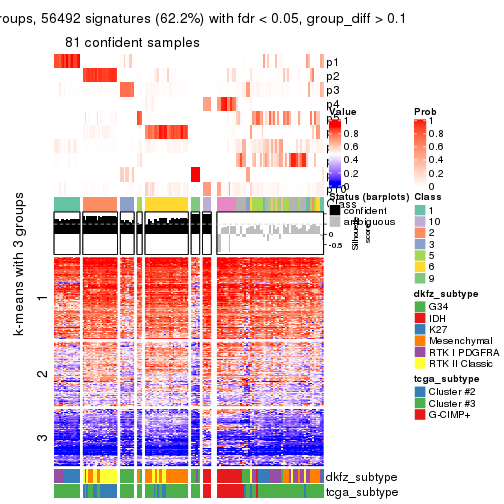 roups, 56492 signatures (62.2%) with fdr < 0.05, group_diff > 0.1
81 confident samples
p1
p2
p3
p4
Value
1
0.8
0.6
0.4
0.2
0
Prob
1
0.8
0.6
0.4
0.2
0
Class
Status (barplots)
confident
ambiguous
0
-0.5
Silhouette
score
Class
1
10
2
3
5
6
9
k-means with 3 groups
1
2
3
dkfz_subtype
G34
IDH
K27
Mesenchymal
RTK I PDGFRA
RTK II Classic
tcga_subtype
Cluster #2
Cluster #3
G-CIMP+
dkfz_subtype
tcga_subtype